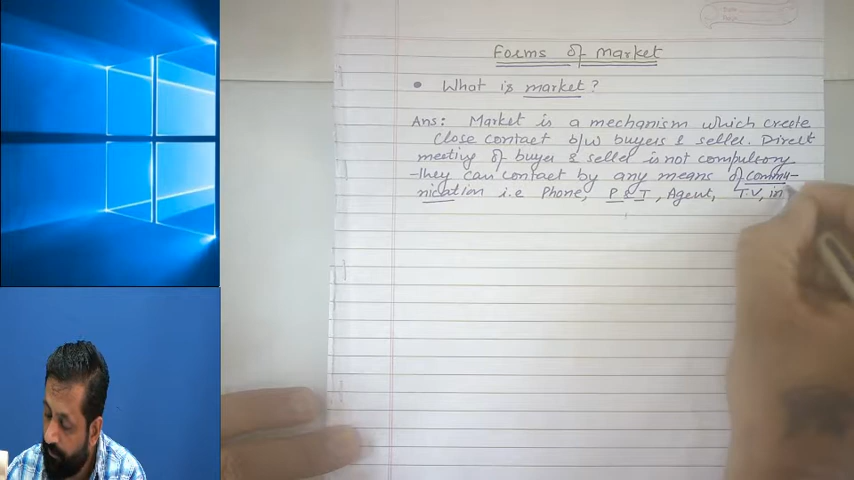 Forms of market
• What is market?
Ans: Market is a mechanism which create
Close contact b/w buyers & seller. Direct
meeting of buyer & seller is not compulsory
They can contact by any means of commu-
nication i.e Phone, P & T, Agent, T.V, in